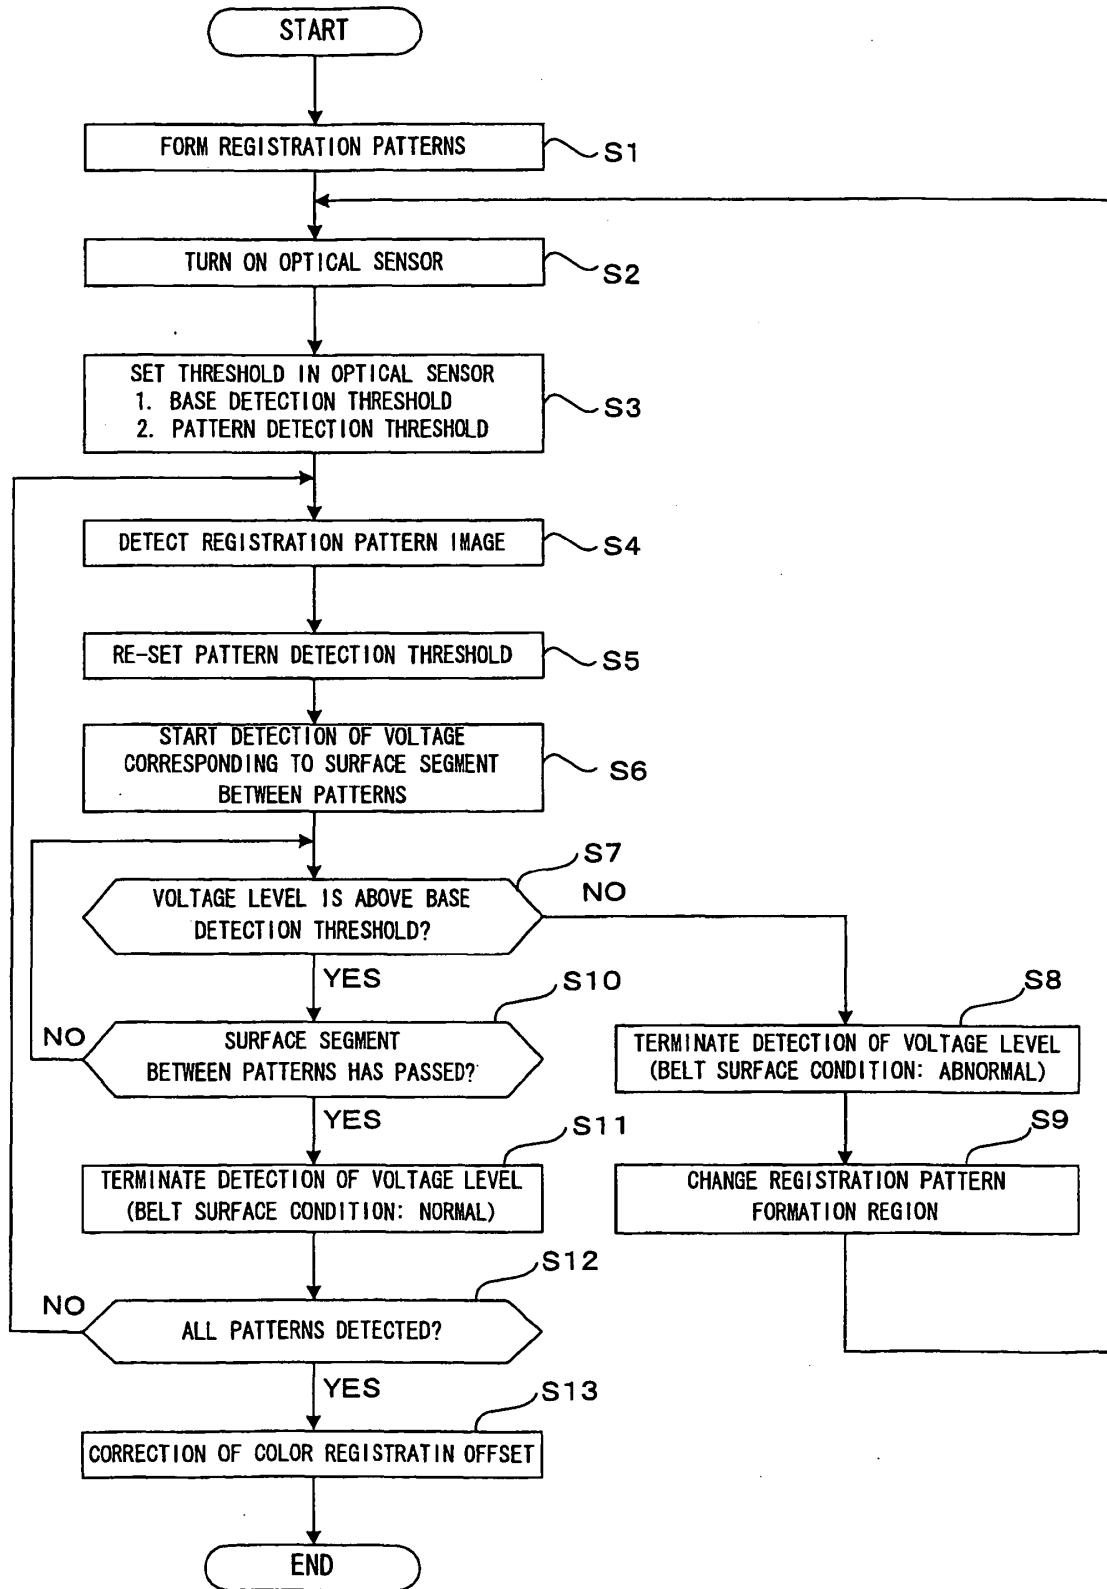 START
FORM REGISTRATION PATTERNS
S1
TURN ON OPTICAL SENSOR
S2
SET THRESHOLD IN OPTICAL SENSOR
1. BASE DETECTION THRESHOLD
2. PATTERN DETECTION THRESHOLD
S3
DETECT REGISTRATION PATTERN IMAGE
S4
RE-SET PATTERN DETECTION THRESHOLD
S5
START DETECTION OF VOLTAGE
CORRESPONDING TO SURFACE SEGMENT
BETWEEN PATTERNS
S6
S7
VOLTAGE LEVEL IS ABOVE BASE
DETECTION THRESHOLD?
NO
YES
S10
NO
SURFACE SEGMENT
BETWEEN PATTERNS HAS PASSED?
YES
S8
TERMINATE DETECTION OF VOLTAGE LEVEL
(BELT SURFACE CONDITION: ABNORMAL)
S9
CHANGE REGISTRATION PATTERN
FORMATION REGION
S11
TERMINATE DETECTION OF VOLTAGE LEVEL
(BELT SURFACE CONDITION: NORMAL)
S12
NO
ALL PATTERNS DETECTED?
YES
S13
CORRECTION OF COLOR REGISTRATIN OFFSET
END